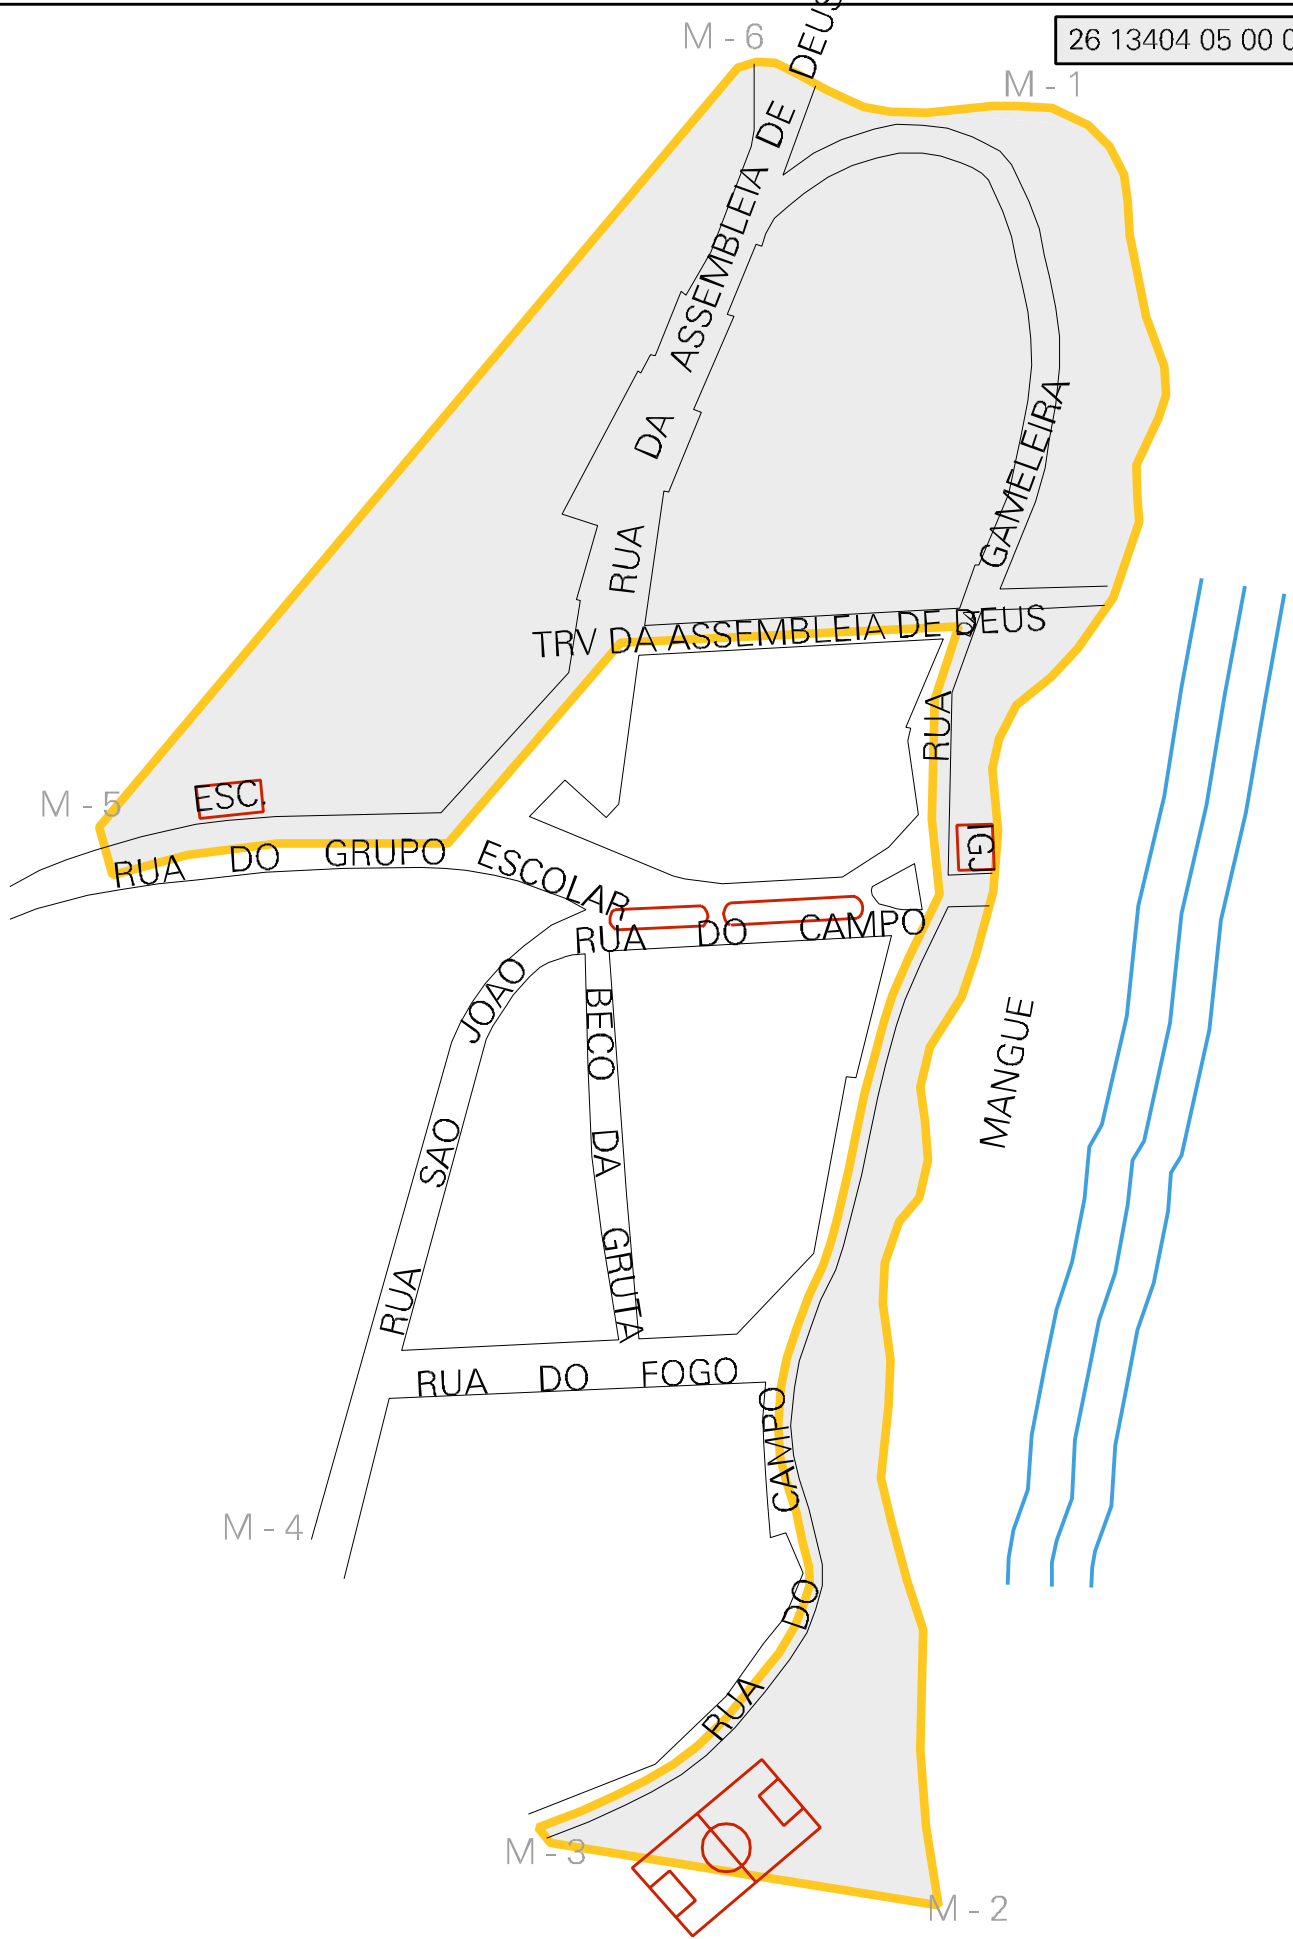 M - 6
26 13404 05 00 0
M - 1
RUA DA ASSEMBLEIA DE DEUS
RUA GAMELEIRA
TRV DA ASSEMBLEIA DE DEUS
M - 5
ESC.
IGJ
RUA DO GRUPO ESCOLAR
RUA DO CAMPO
RUA SAO JOAO
BECO DA GRUTA
MANGUE
RUA DO FOGO
RUA DO CAMPO
M - 4
M - 3
M - 2